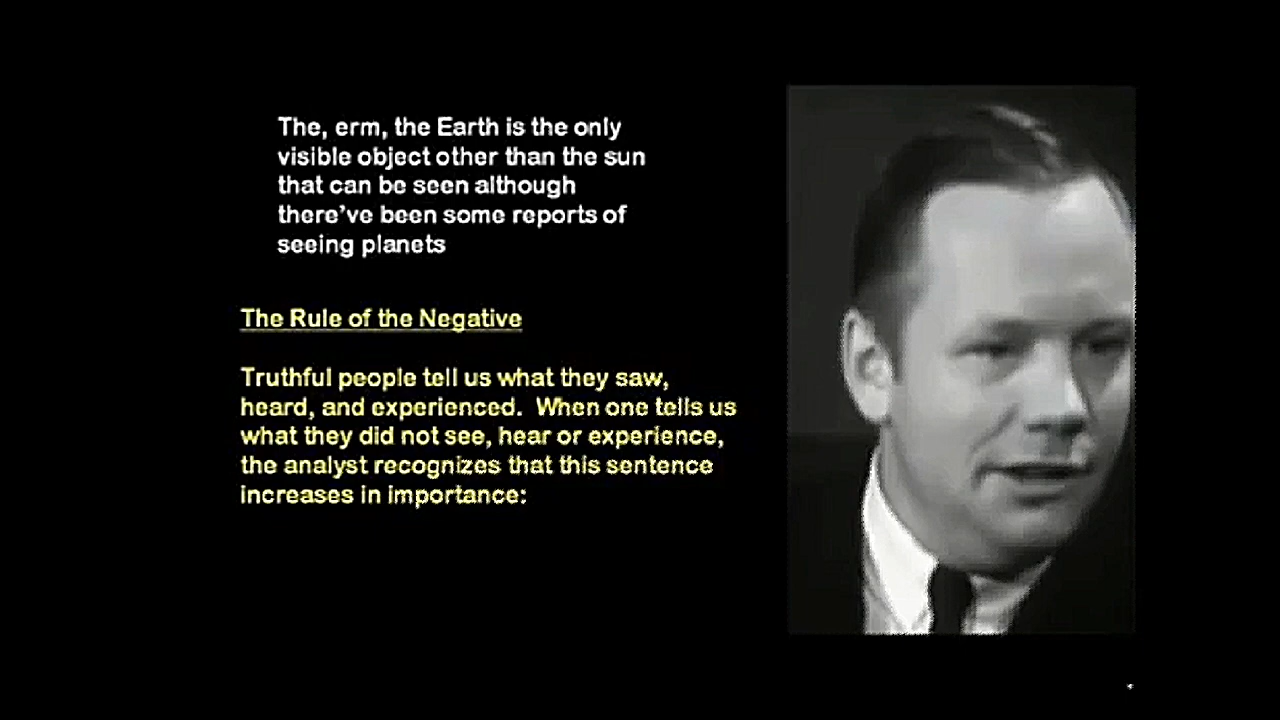 The, erm, the Earth is the only
visible object other than the sun
that can be seen although
there've been some reports of
seeing planets
The Rule of the Negative
Truthful people tell us what they saw,
heard, and experienced. When one tells us
what they did not see, hear or experience,
the analyst recognizes that this sentence
increases in importance: